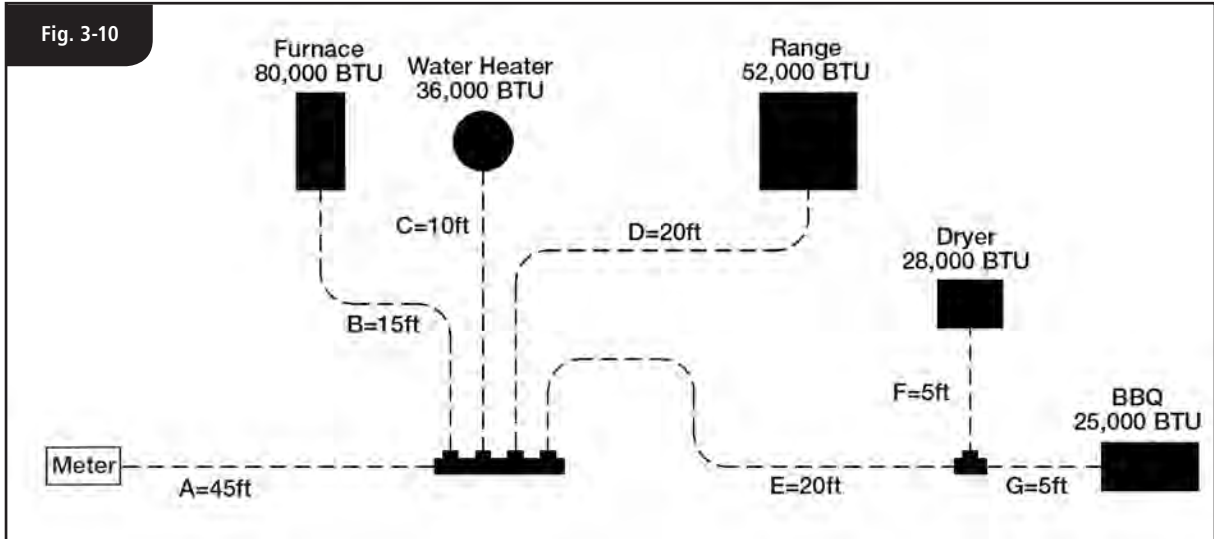 Fig. 3-10
Furnace
80,000 BTU
Water Heater
36,000 BTU
Range
52,000 BTU
C=10ft
D=20ft
Dryer
28,000 BTU
B=15ft
F=5ft
BBQ
25,000 BTU
Meter
A=45ft
E=20ft
G=5ft